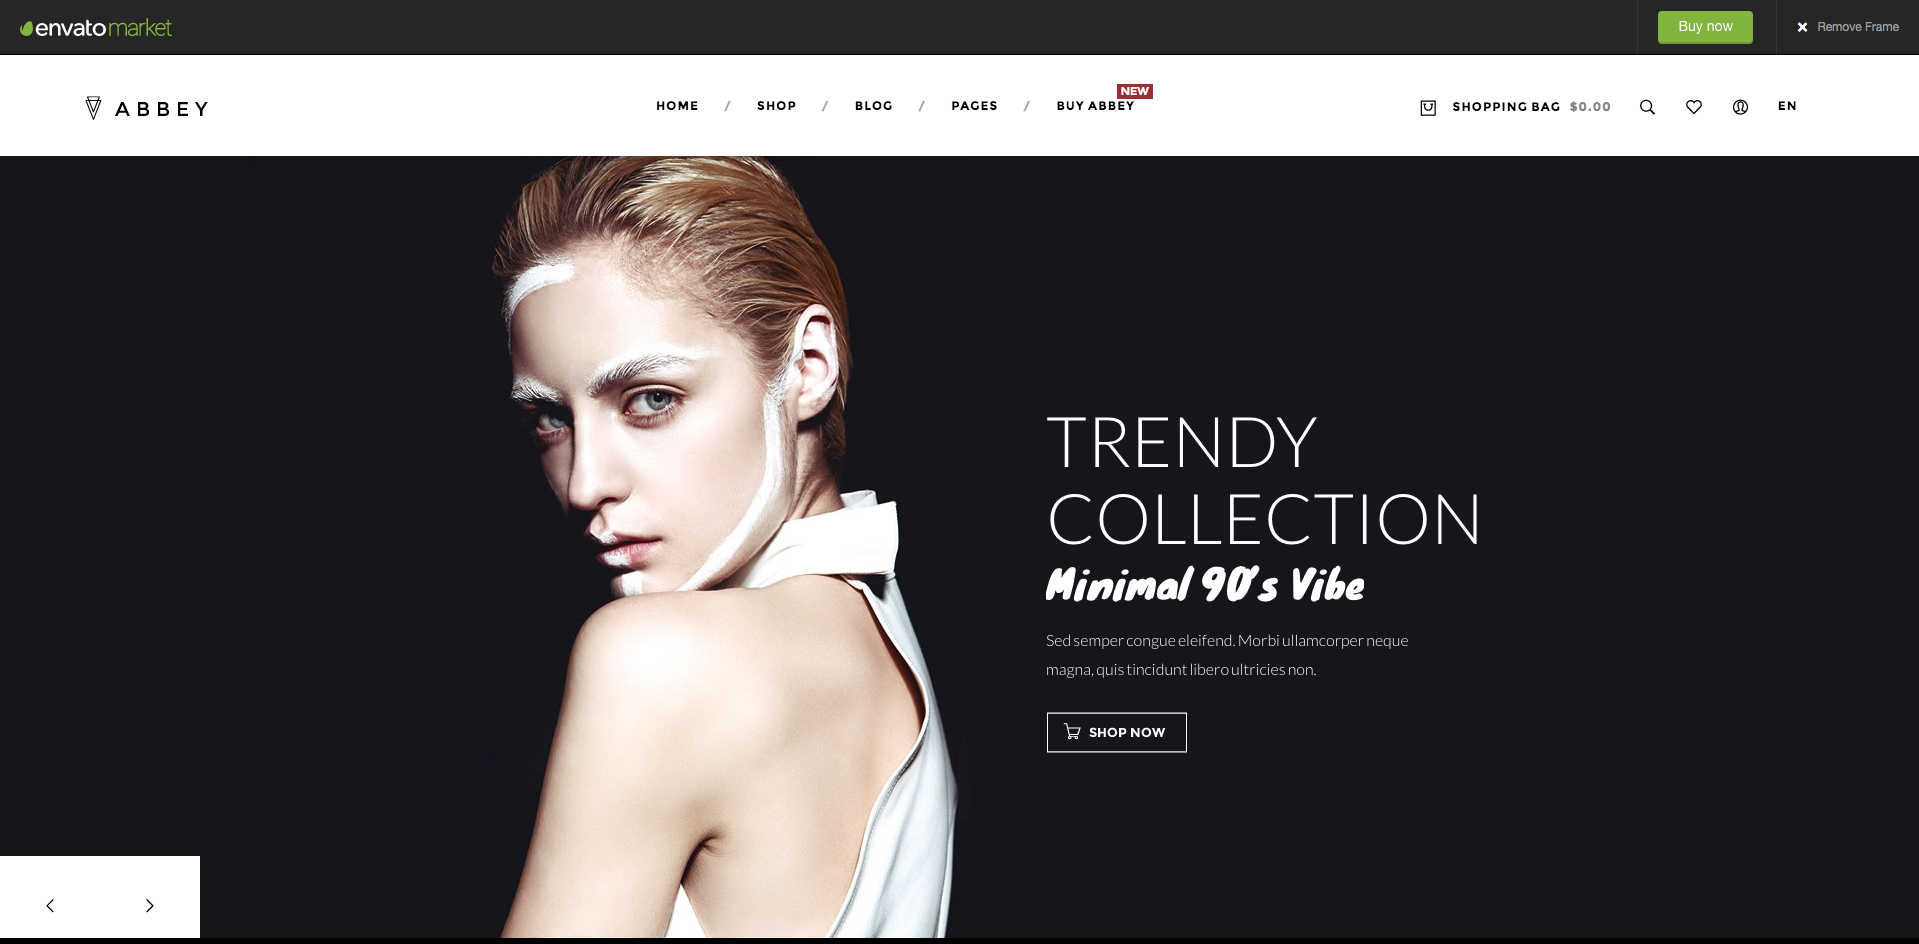 envatomarket
Buy now
Remove Frame
ABBEY
HOME / SHOP / BLOG / PAGES / BUY ABBEY
NEW
SHOPPING BAG $0.00
EN
TRENDY
COLLECTION
Minimal 90's Vibe
Sed semper congue eleifend. Morbi ullamcorper neque
magna, quis tincidunt libero ultricies non.
SHOP NOW